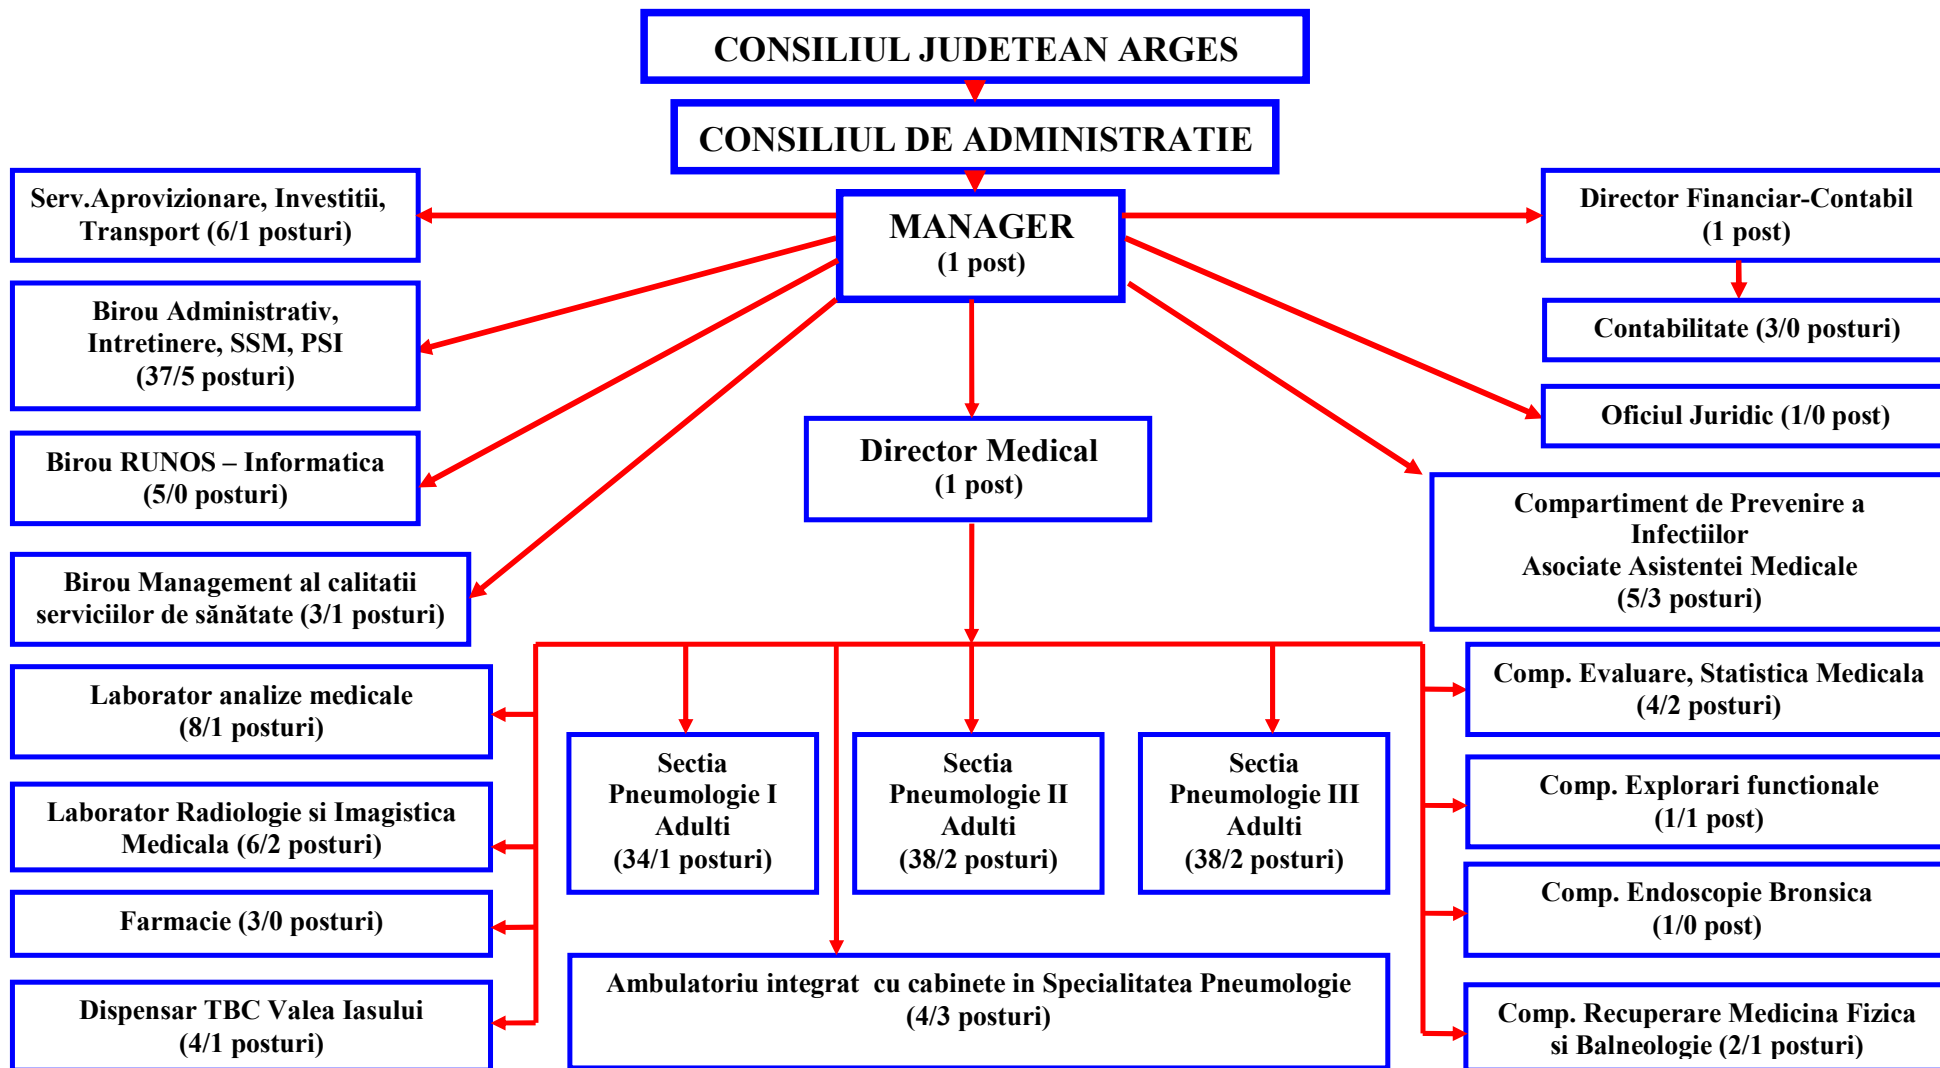 CONSILIUL JUDETEAN ARGES
CONSILIUL DE ADMINISTRATIE
Serv.Aprovizionare, Investitii,
Transport (6/1 posturi)
MANAGER
(1 post)
Director Financiar-Contabil
(1 post)
Birou Administrativ,
Intretinere, SSM, PSI
(37/5 posturi)
Contabilitate (3/0 posturi)
Oficiul Juridic (1/0 post)
Birou RUNOS – Informatica
(5/0 posturi)
Director Medical
(1 post)
Compartiment de Prevenire a
Infectiilor
Asociate Asistentei Medicale
(5/3 posturi)
Birou Management al calitatii
serviciilor de sănătate (3/1 posturi)
Laborator analize medicale
(8/1 posturi)
Comp. Evaluare, Statistica Medicala
(4/2 posturi)
Sectia
Pneumologie I
Adulti
(34/1 posturi)
Sectia
Pneumologie II
Adulti
(38/2 posturi)
Sectia
Pneumologie III
Adulti
(38/2 posturi)
Laborator Radiologie si Imagistica
Medicala (6/2 posturi)
Comp. Explorari functionale
(1/1 post)
Farmacie (3/0 posturi)
Comp. Endoscopie Bronsica
(1/0 post)
Dispensar TBC Valea Iasului
(4/1 posturi)
Ambulatoriu integrat  cu cabinete in Specialitatea Pneumologie
(4/3 posturi)
Comp. Recuperare Medicina Fizica
si Balneologie (2/1 posturi)